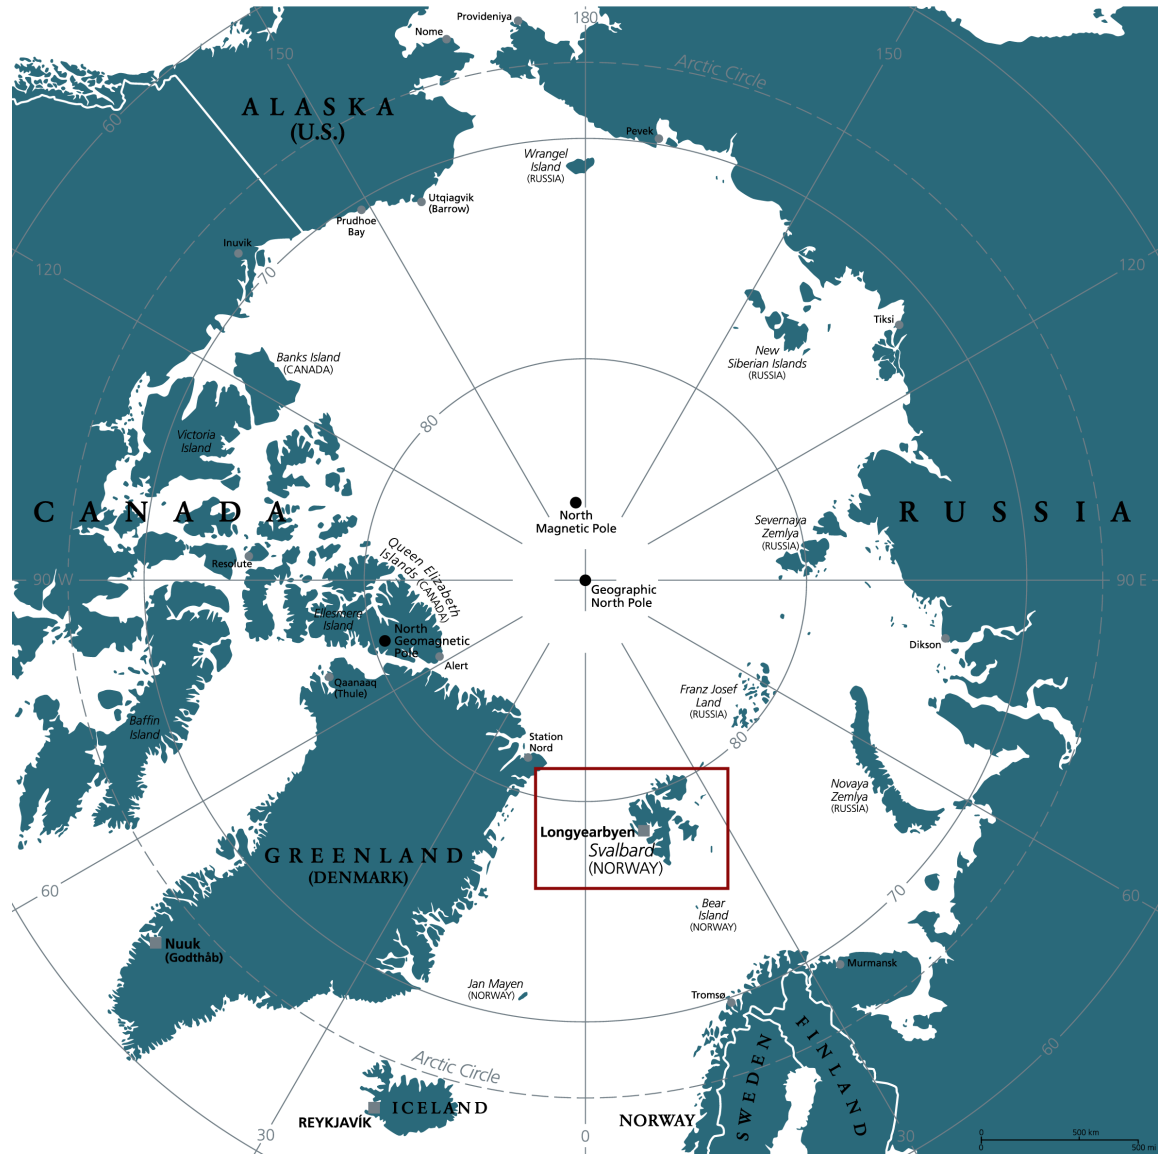 Provideniya
180
Nome
150
150
Arctic Circle
60
ALASKA
(U.S.)
Pevek
Wrangel
Island
(RUSSIA)
Utqiagvik
(Barrow)
Prudhoe
Bay
Inuvik
120
70
120
Tiksi
Banks Island
(CANADA)
New
Siberian Islands
(RUSSIA)
80
Victoria
Island
CANADA
North
Magnetic Pole
Severnaya
Zemlya
(RUSSIA)
RUSSIA
Resolute
Queen Elizabeth
Islands (CANADA)
90 W
90 E
Geographic
North Pole
Ellesmere
Island
North
Geomagnetic
Pole
Alert
Dikson
Qaanaaq
(Thule)
Franz Josef
Land
(RUSSIA)
Baffin
Island
Station
Nord
80
Novaya
Zemlya
(RUSSIA)
Longyearbyen
Svalbard
(NORWAY)
GREENLAND
(DENMARK)
60
70
60
Bear
Island
(NORWAY)
Nuuk
(Godthåb)
Murmansk
Jan Mayen
(NORWAY)
Tromsø
60
Arctic Circle
SWEDEN
FINLAND
ICELAND
REYKJAVÍK
NORWAY
30
0
30
0 500 km
0 500 mi